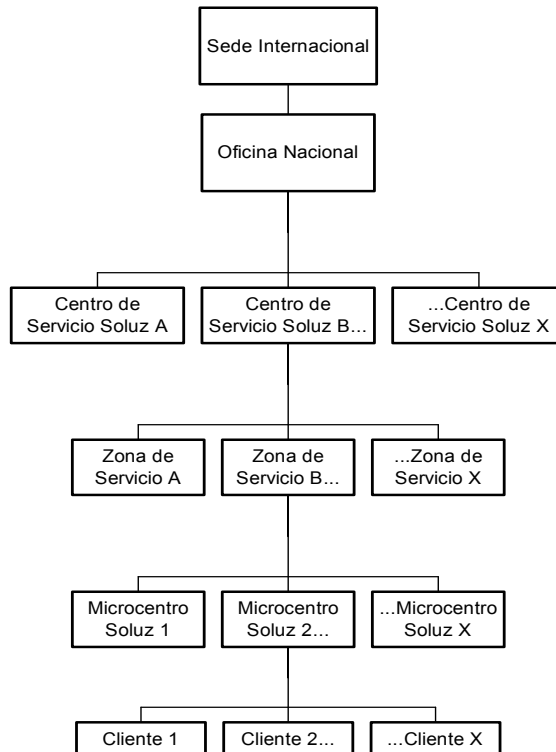 Sede Internacional
Oficina Nacional
Centro de
Servicio Soluz A
Centro de
Servicio Soluz B...
...Centro de
Servicio Soluz X
Zona de
Servicio A
Zona de
Servicio B...
...Zona de
Servicio X
Microcentro
Soluz 1
Microcentro
Soluz 2...
...Microcentro
Soluz X
Cliente 1
Cliente 2...
...Cliente X